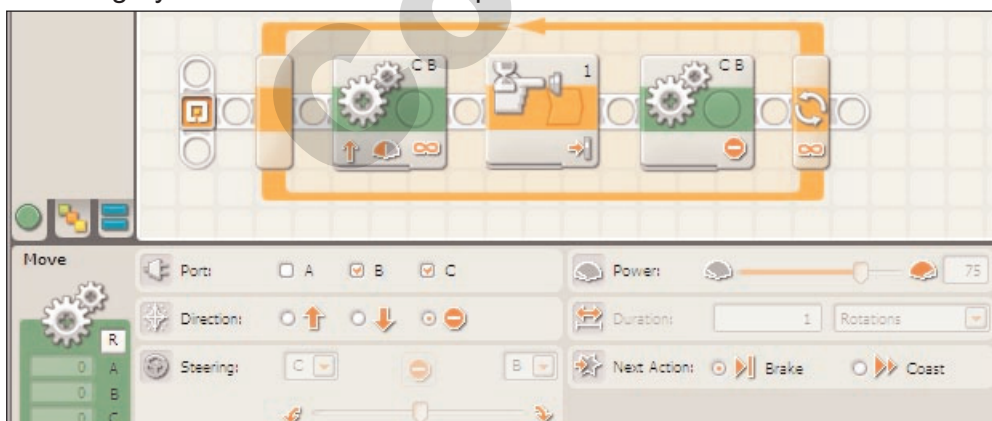 C B
1
C B
Move
Port: A B C
Power: 75
Direction:
Duration: 1 Rotations
R
0 A
Steering: C B
Next Action: Brake Coast
0 B
0 C